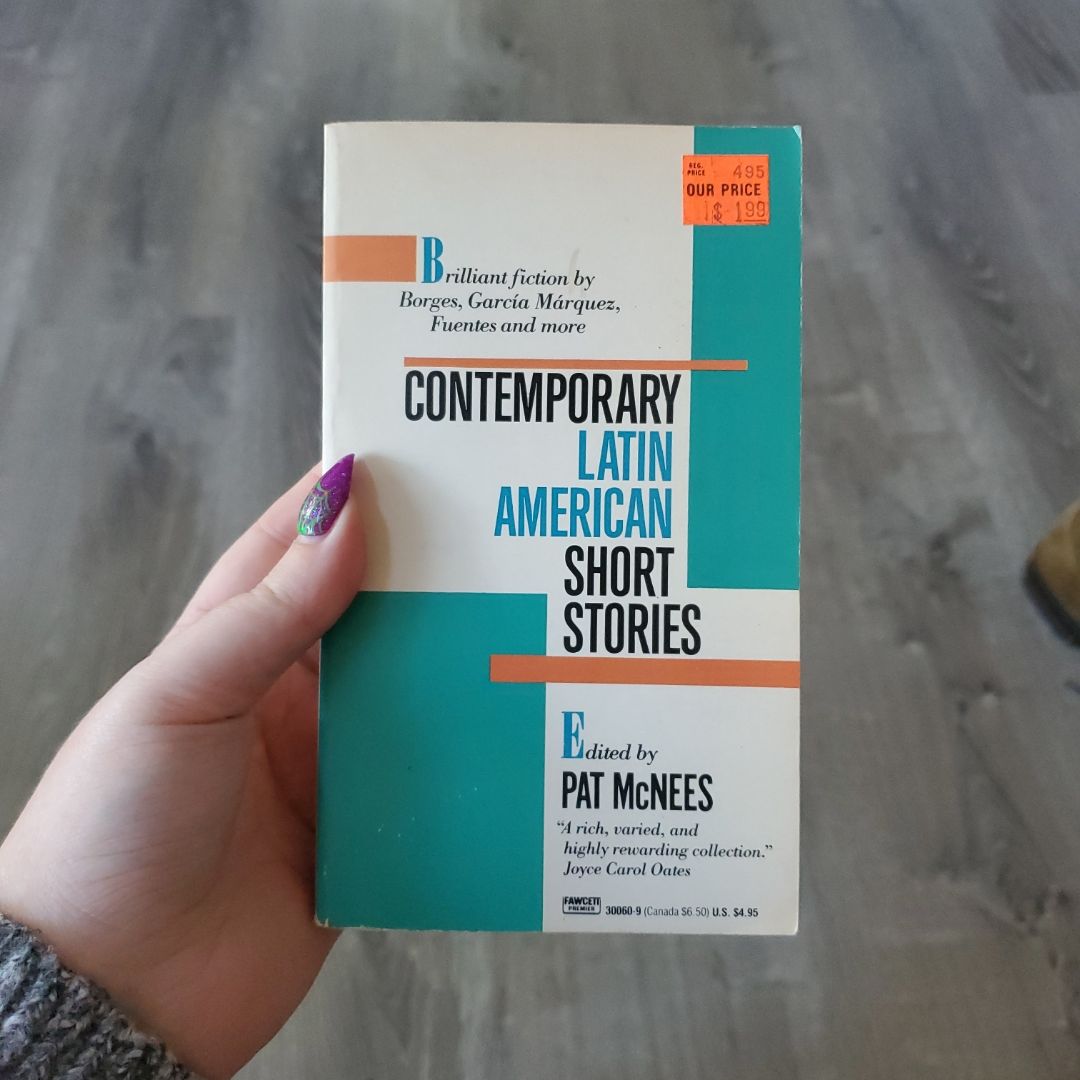 REG. PRICE 495
OUR PRICE
$ 199
Brilliant fiction by
Borges, García Márquez,
Fuentes and more
CONTEMPORARY
LATIN
AMERICAN
SHORT
STORIES
Edited by
PAT McNEES
“A rich, varied, and
highly rewarding collection.”
Joyce Carol Oates
FAWCETT
PREMIER
30060-9 (Canada $6.50) U.S. $4.95